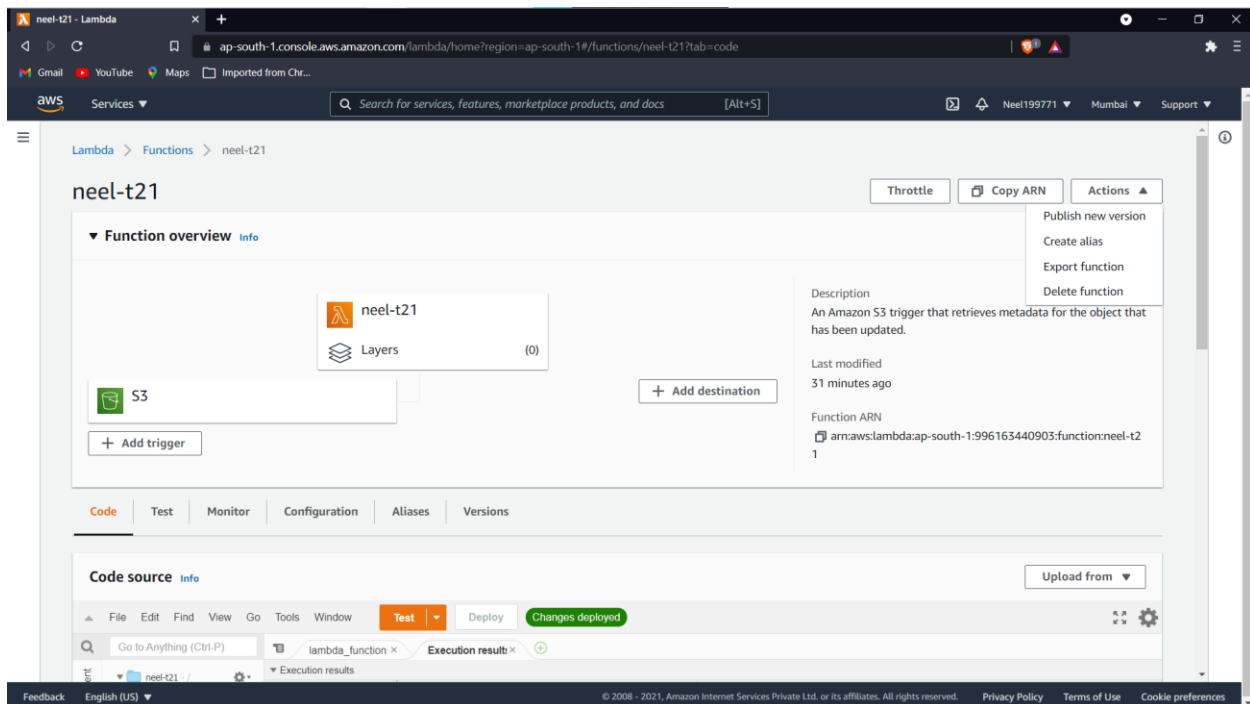 neel-t21 - Lambda
ap-south-1.console.aws.amazon.com/lambda/home?region=ap-south-1#/functions/neel-t21?tab=code
Gmail YouTube Maps Imported from Chr...
aws Services Search for services, features, marketplace products, and docs [Alt+S] Neel199771 Mumbai Support
Lambda > Functions > neel-t21
neel-t21
Throttle Copy ARN Actions
Publish new version
Create alias
Export function
Delete function
Function overview Info
neel-t21
Layers (0)
S3
+ Add trigger
+ Add destination
Description
An Amazon S3 trigger that retrieves metadata for the object that
has been updated.
Last modified
31 minutes ago
Function ARN
arn:aws:lambda:ap-south-1:996163440903:function:neel-t2
1
Code Test Monitor Configuration Aliases Versions
Code source Info
Upload from
File Edit Find View Go Tools Window Test Deploy Changes deployed
Go to Anything (Ctrl-P) lambda_function × Execution result: ×
neel-t21 - / Execution results
Feedback English (US) © 2008 - 2021, Amazon Internet Services Private Ltd. or its affiliates. All rights reserved. Privacy Policy Terms of Use Cookie preferences